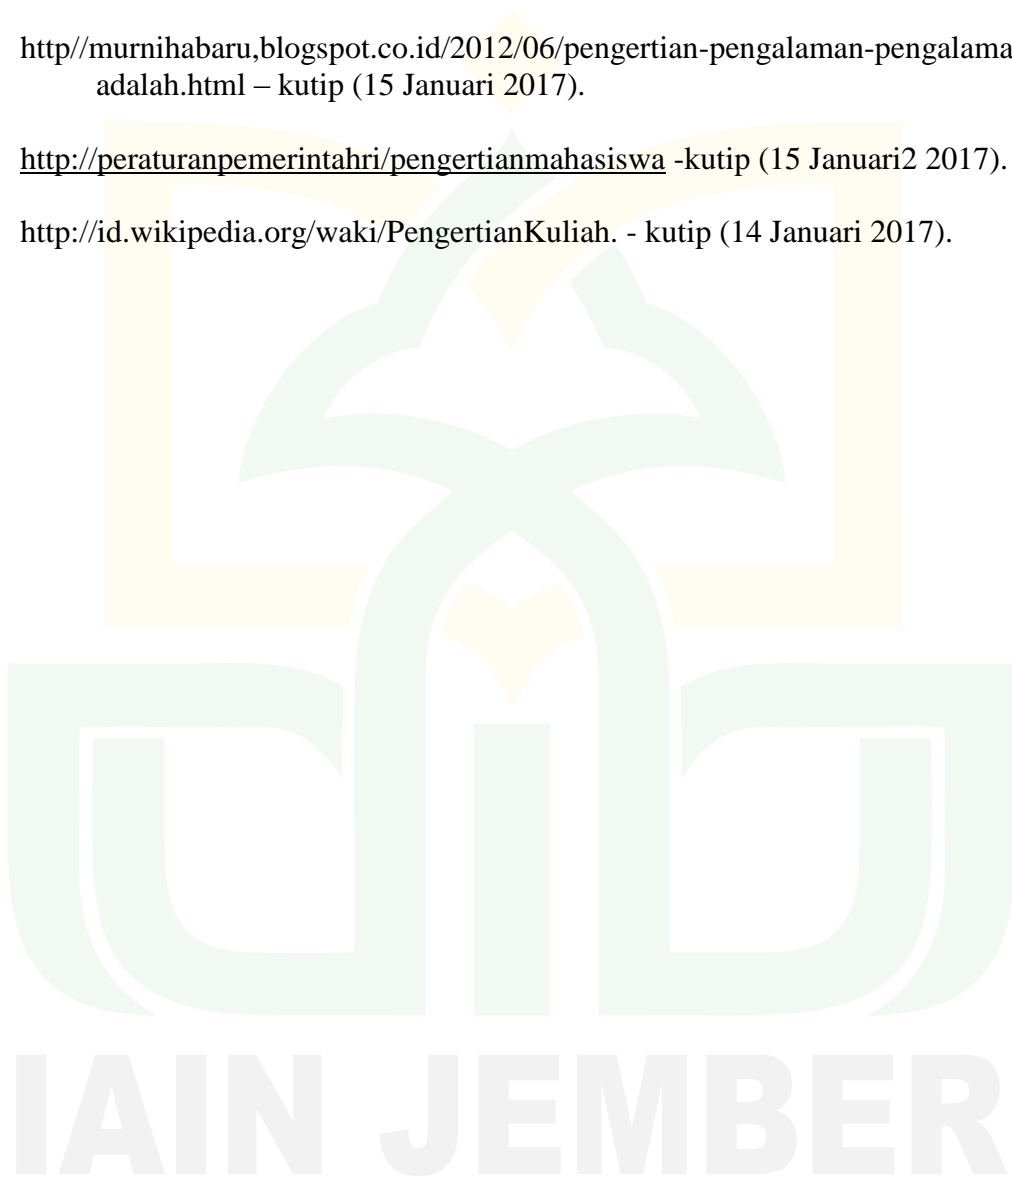 http//murnihabaru,blogspot.co.id/2012/06/pengertian-pengalaman-pengalama
adalah.html – kutip (15 Januari 2017).
http://peraturanpemerintahri/pengertianmahasiswa -kutip (15 Januari2 2017).
http://id.wikipedia.org/waki/PengertianKuliah. - kutip (14 Januari 2017).
IAIN JEMBER